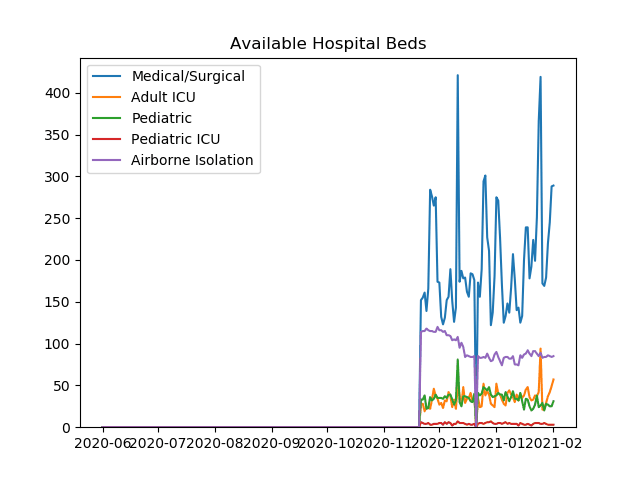 Available Hospital Beds
Medical/Surgical
Adult ICU
Pediatric
Pediatric ICU
Airborne Isolation
400
350
300
250
200
150
100
50
0
2020-06 2020-07 2020-08 2020-09 2020-10 2020-11 2020-12 2021-01 2021-02